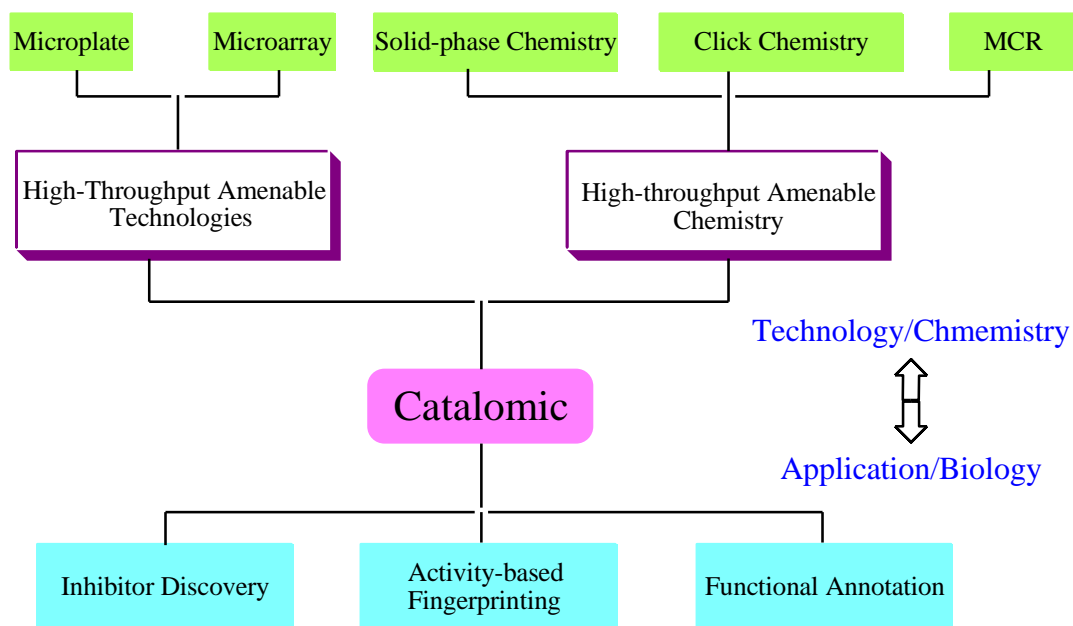 Microplate
Microarray
Solid-phase Chemistry
Click Chemistry
MCR
High-Throughput Amenable
Technologies
High-throughput Amenable
Chemistry
Technology/Chmemistry
Catalomic
Application/Biology
Inhibitor Discovery
Activity-based
Fingerprinting
Functional Annotation